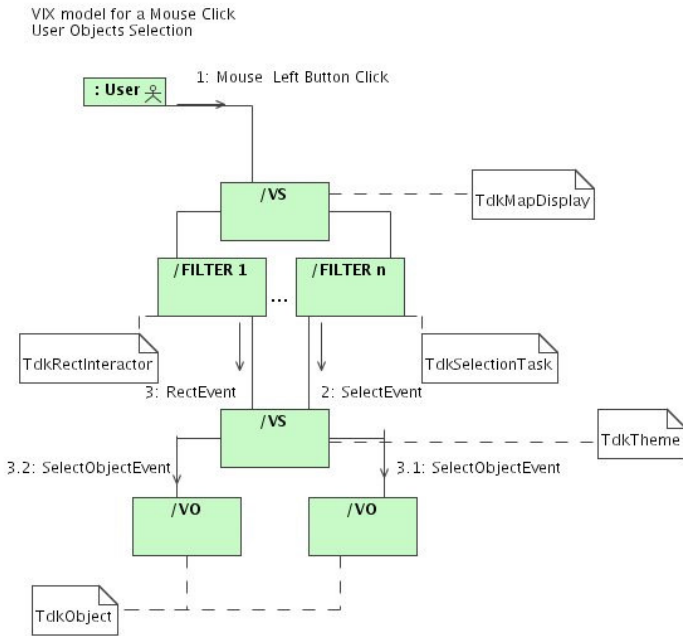 VIX model for a Mouse Click
User Objects Selection
1: Mouse Left Button Click
: User
/VS
TdkMapDisplay
/FILTER 1
...
/FILTER n
TdkRectInteractor
TdkSelectionTask
3: RectEvent
2: SelectEvent
/VS
TdkTheme
3.2: SelectObjectEvent
3.1: SelectObjectEvent
/VO
/VO
TdkObject